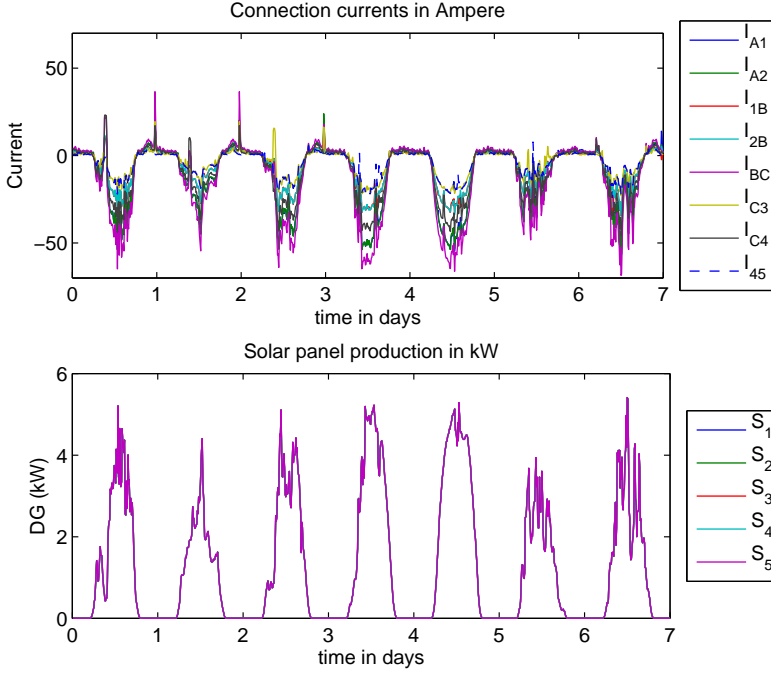 Connection currents in Ampere
50
0
−50
Currrent
0 1 2 3 4 5 6 7
time in days
I_A1
I_A2
I_1B
I_2B
I_BC
I_C3
I_C4
I_45
Solar panel production in kW
6
4
2
0
DG (kW)
0 1 2 3 4 5 6 7
time in days
S_1
S_2
S_3
S_4
S_5